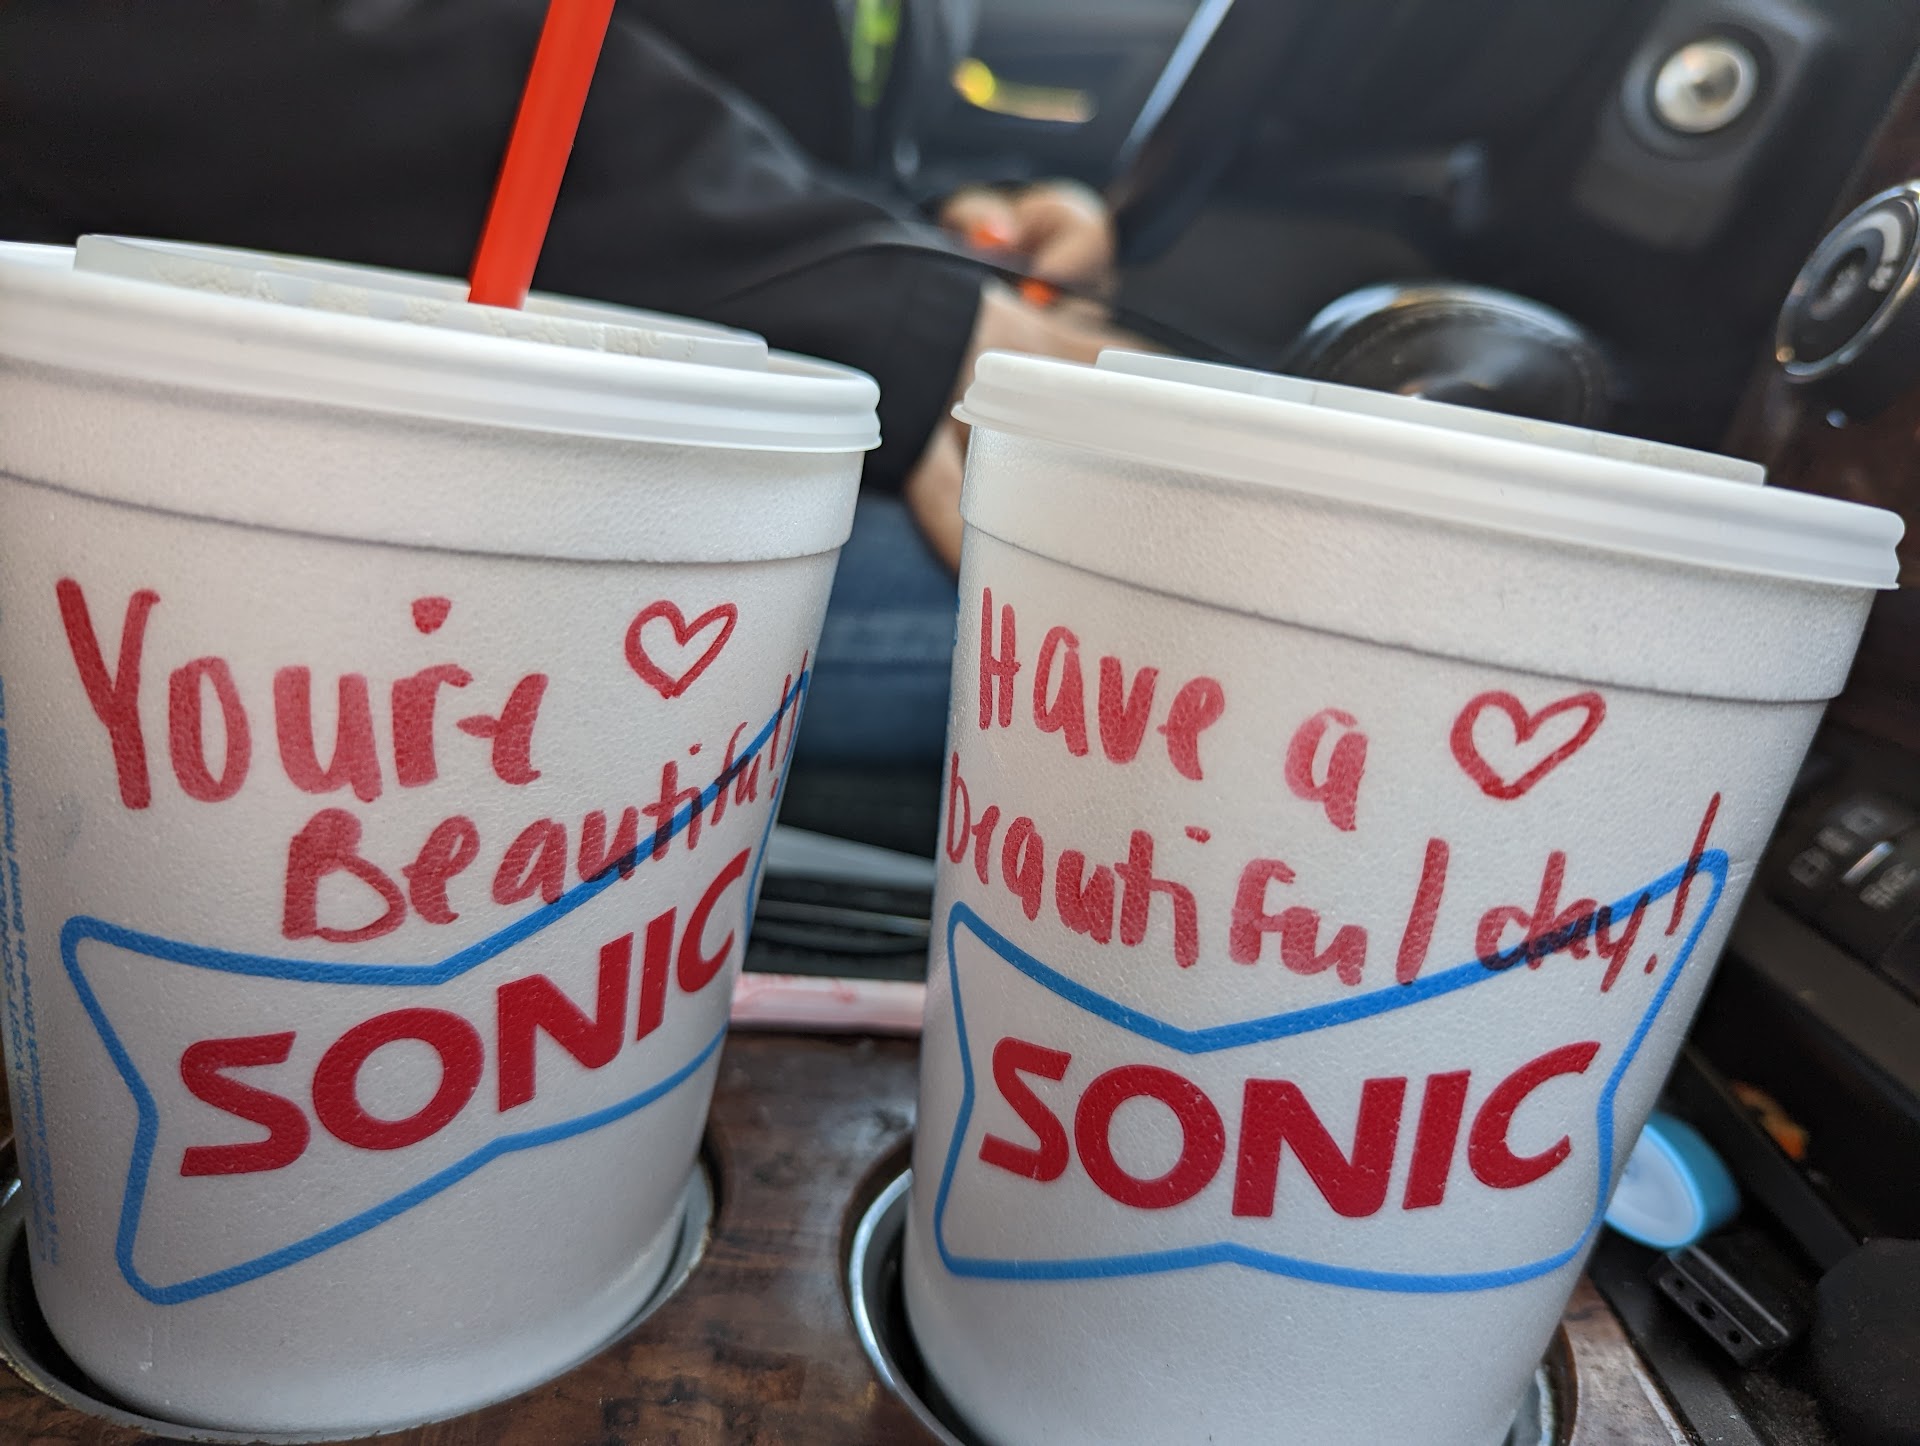 You're ♡
Beautiful!
SONIC
Have a ♡
beautiful day!
SONIC